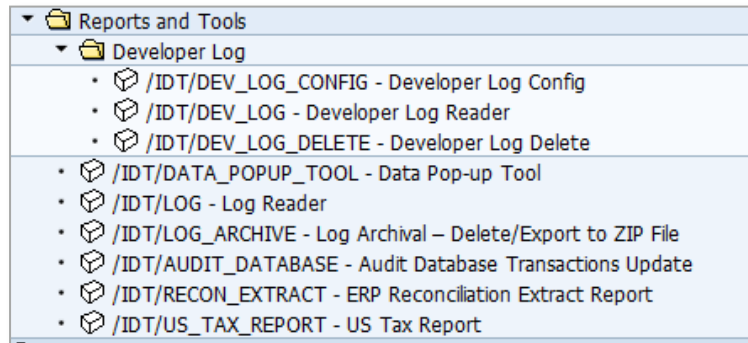 Reports and Tools
Developer Log
/IDT/DEV_LOG_CONFIG - Developer Log Config
/IDT/DEV_LOG - Developer Log Reader
/IDT/DEV_LOG_DELETE - Developer Log Delete
/IDT/DATA_POPUP_TOOL - Data Pop-up Tool
/IDT/LOG - Log Reader
/IDT/LOG_ARCHIVE - Log Archival – Delete/Export to ZIP File
/IDT/AUDIT_DATABASE - Audit Database Transactions Update
/IDT/RECON_EXTRACT - ERP Reconciliation Extract Report
/IDT/US_TAX_REPORT - US Tax Report